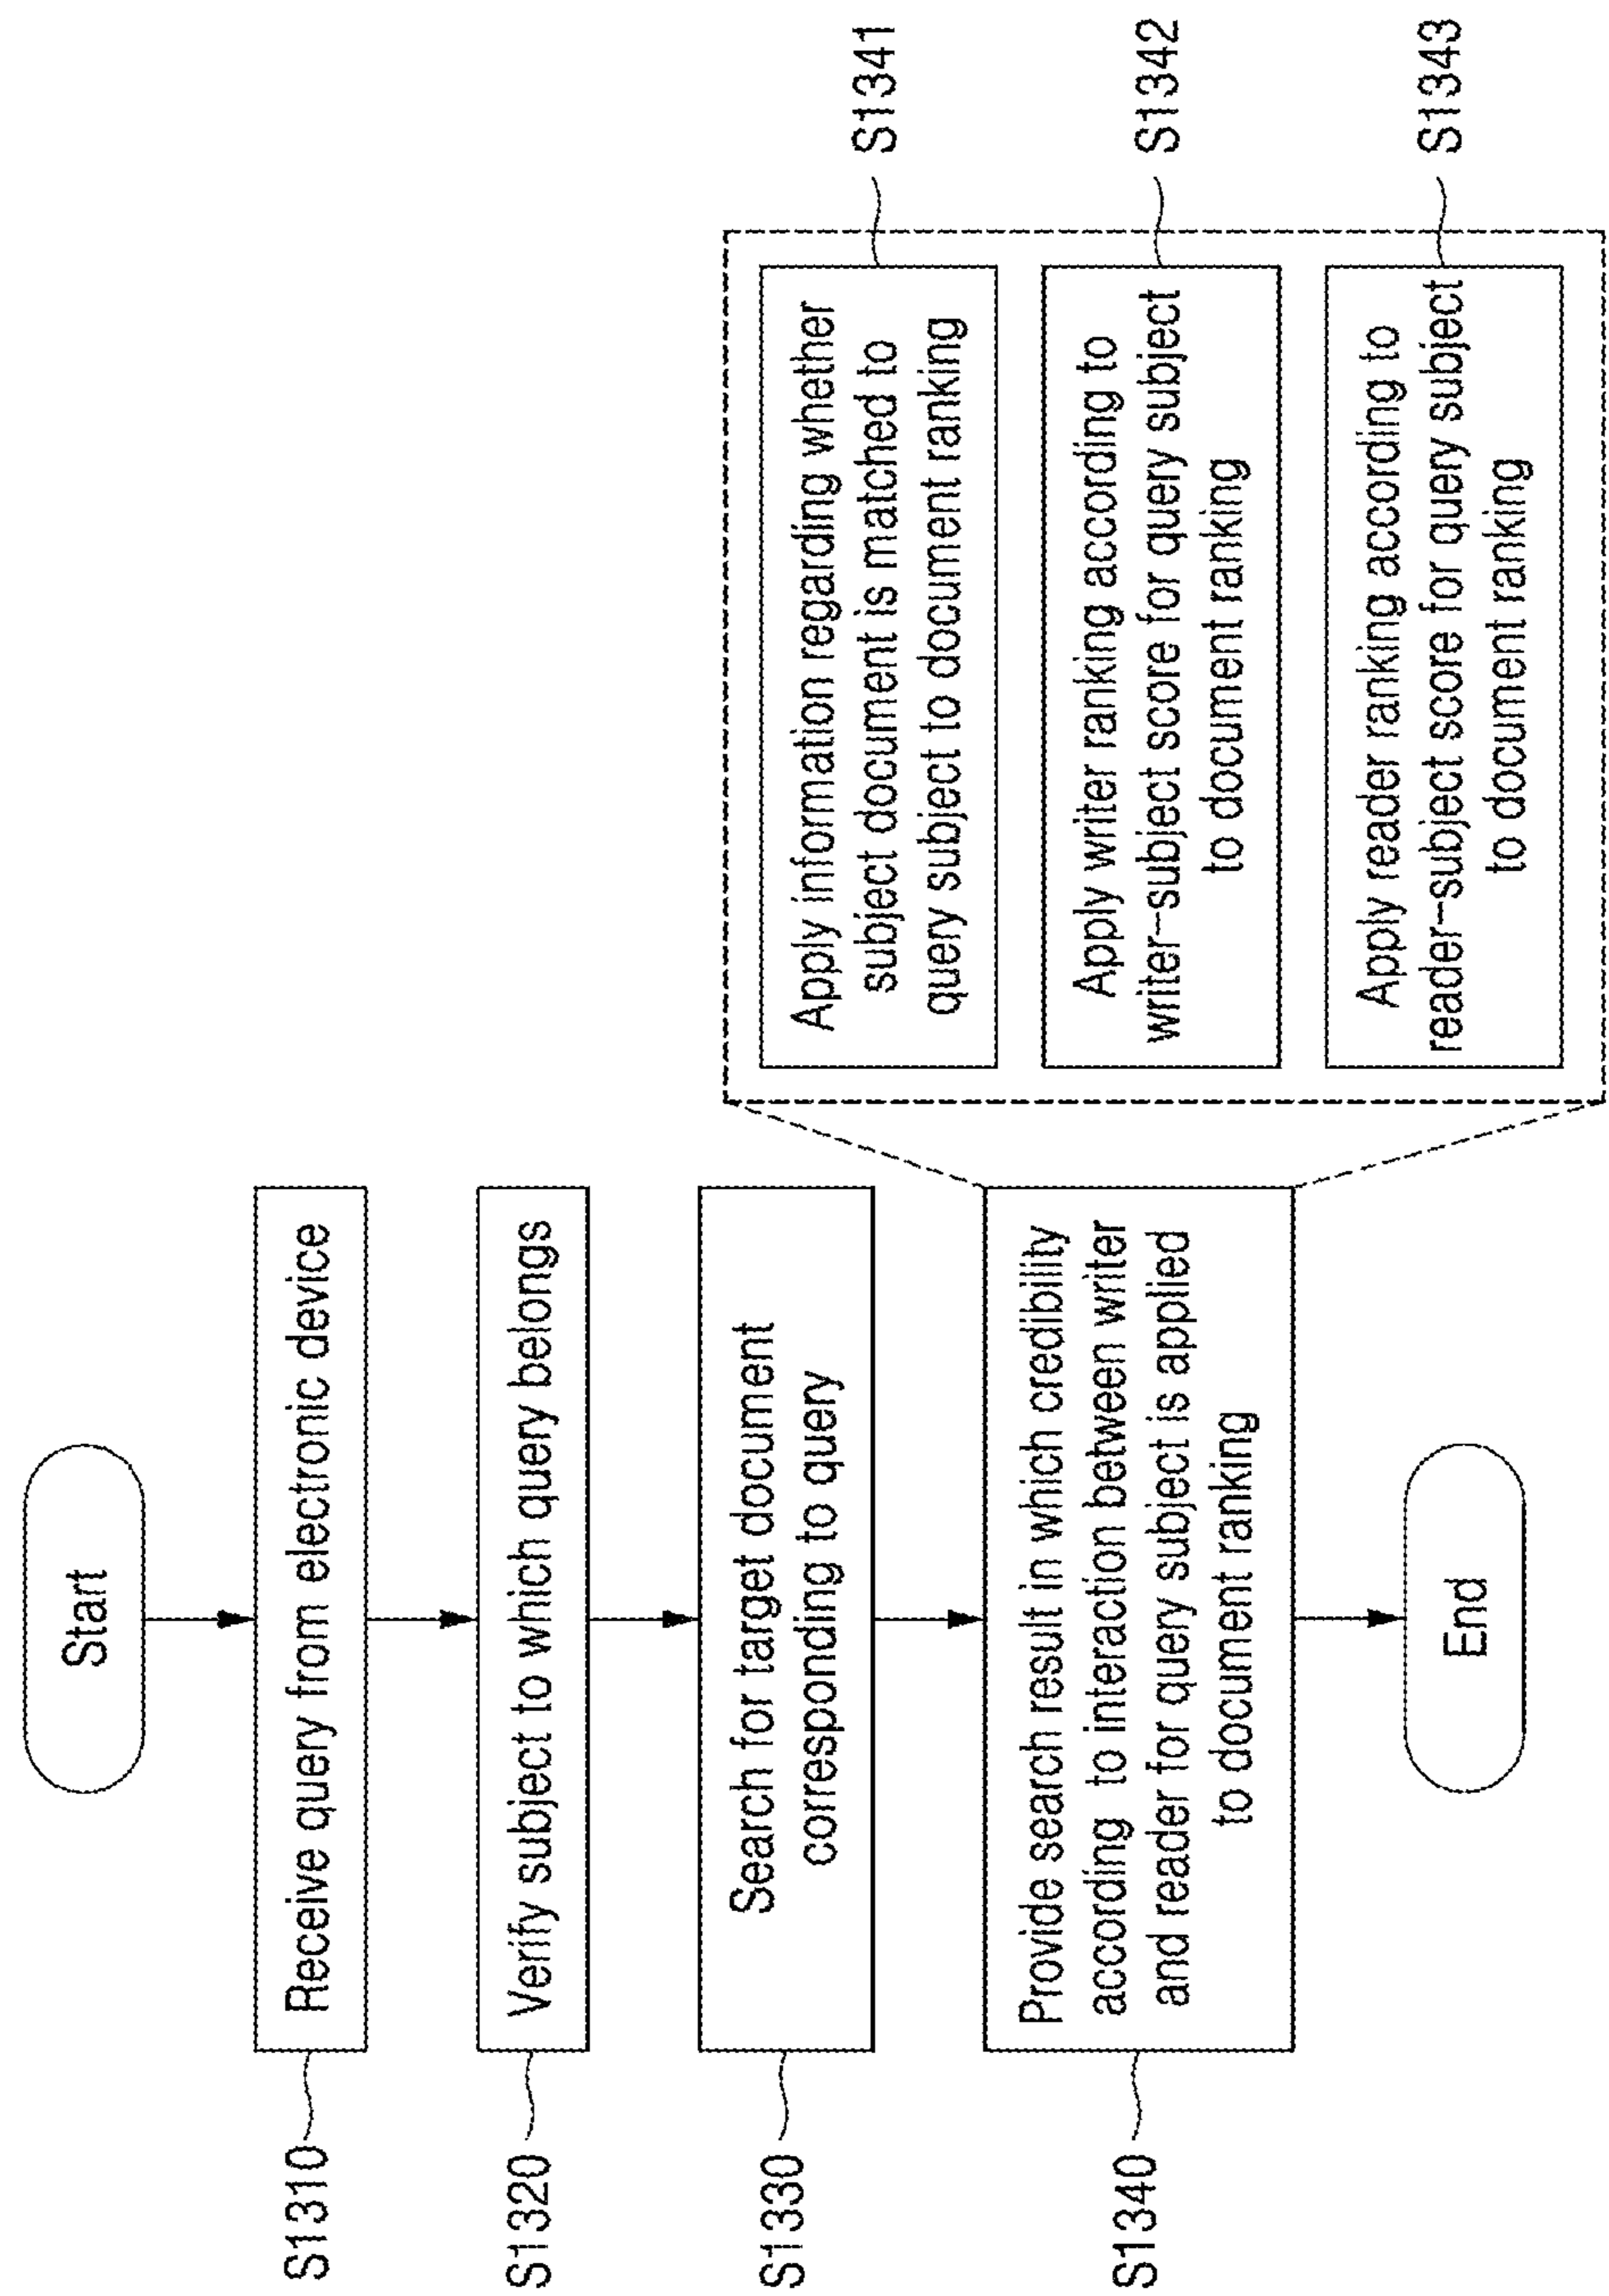 Start
S1310
Receive query from electronic device
S1320
Verify subject to which query belongs
S1330
Search for target document
corresponding to query
S1340
Provide search result in which credibility
according to interaction between writer
and reader for query subject is applied
to document ranking
End
Apply information regarding whether
subject document is matched to
query subject to document ranking
S1341
Apply writer ranking according to
writer-subject score for query subject
to document ranking
S1342
Apply reader ranking according to
reader-subject score for query subject
to document ranking
S1343